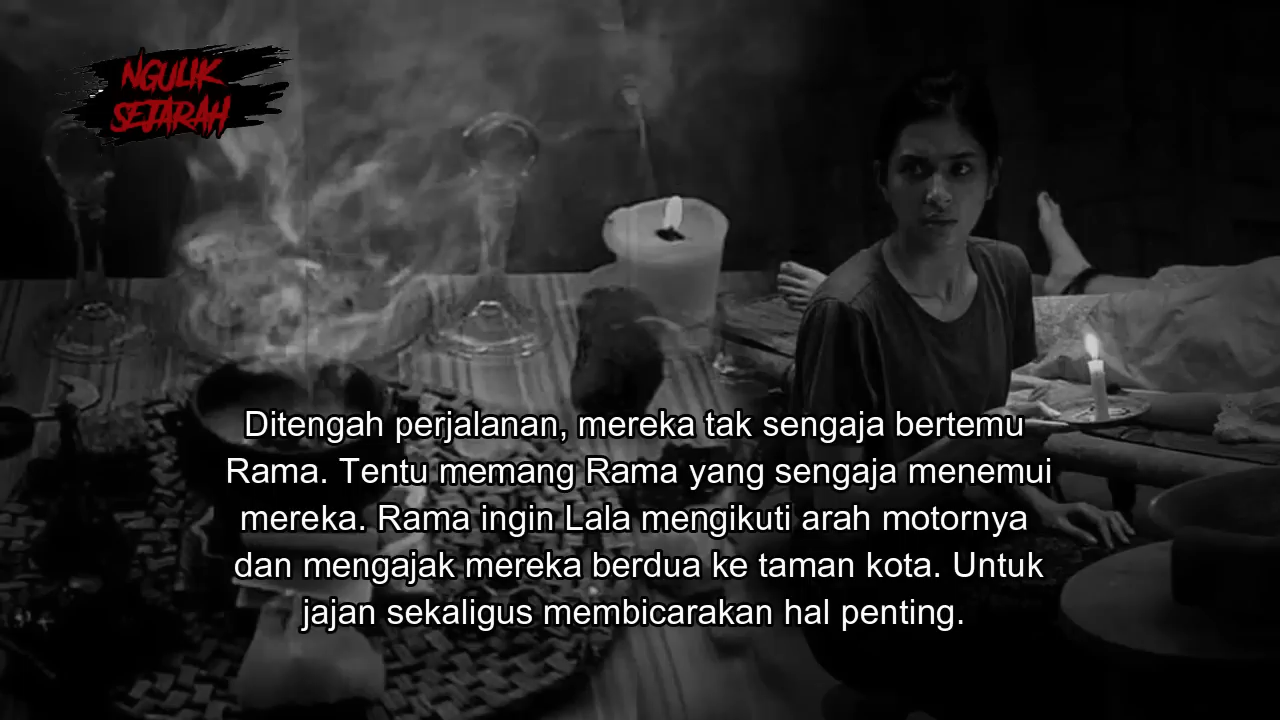 NGULIK
SEJARAH
Ditengah perjalanan, mereka tak sengaja bertemu
Rama. Tentu memang Rama yang sengaja menemui
mereka. Rama ingin Lala mengikuti arah motornya
dan mengajak mereka berdua ke taman kota. Untuk
jajan sekaligus membicarakan hal penting.